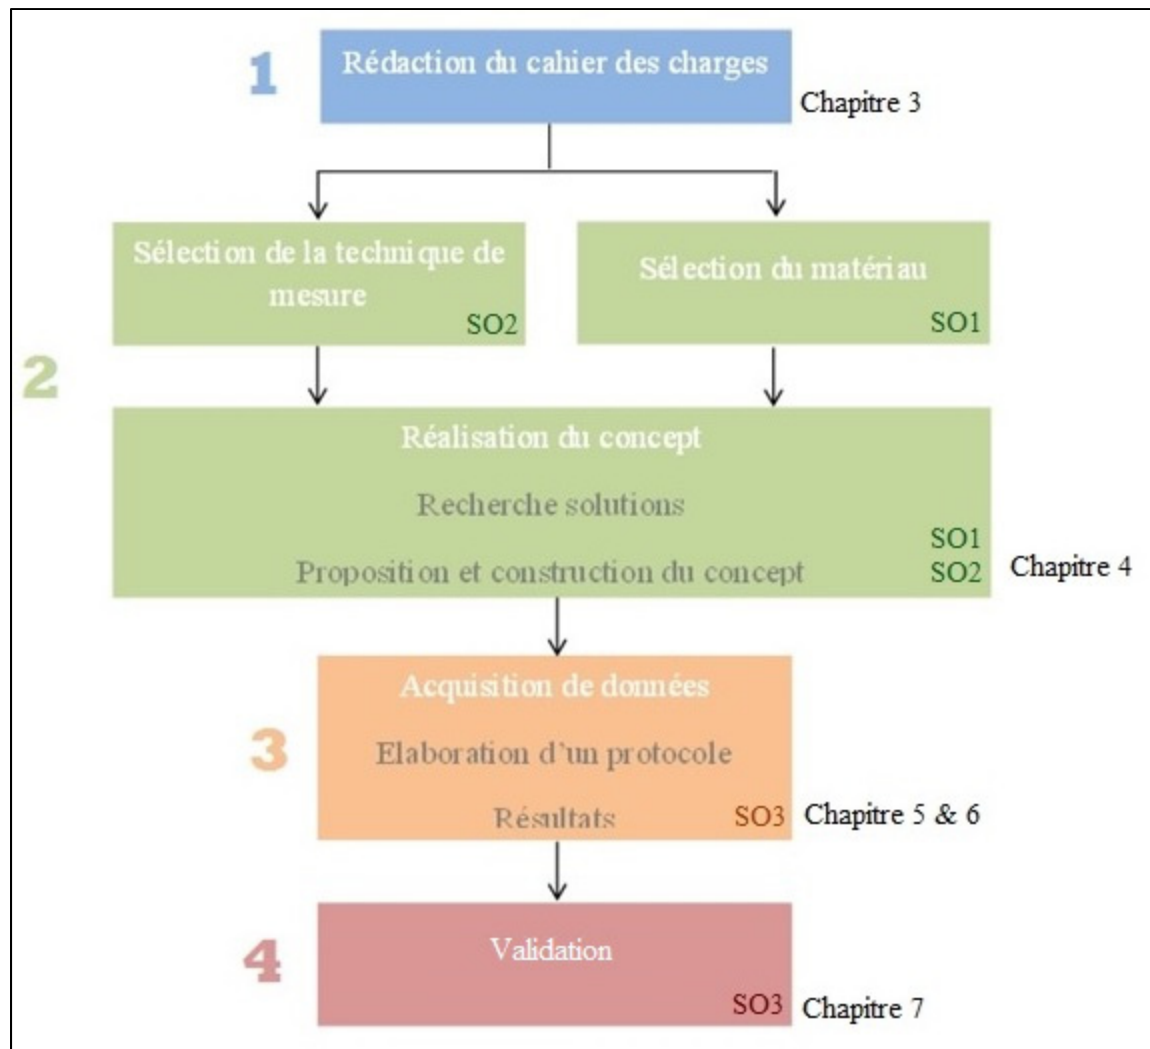 1
Rédaction du cahier des charges
Chapitre 3
Sélection de la technique de
mesure
SO2
Sélection du matériau
SO1
2
Réalisation du concept
Recherche solutions
Proposition et construction du concept
SO1
SO2
Chapitre 4
3
Acquisition de données
Elaboration d'un protocole
Résultats
SO3
Chapitre 5 & 6
4
Validation
SO3
Chapitre 7